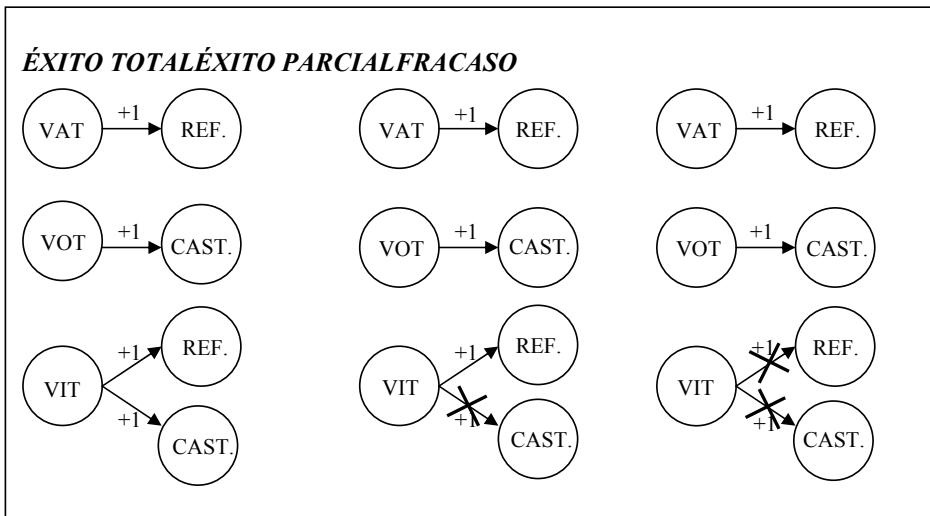 ÉXITO TOTALÉXITO PARCIALFRACASO
VAT +1 REF. VAT +1 REF. VAT +1 REF.
VOT +1 CAST. VOT +1 CAST. VOT +1 CAST.
+1 REF. +1 REF. +1 REF.
VIT VIT VIT
+1 CAST. +1 CAST. +1 CAST.